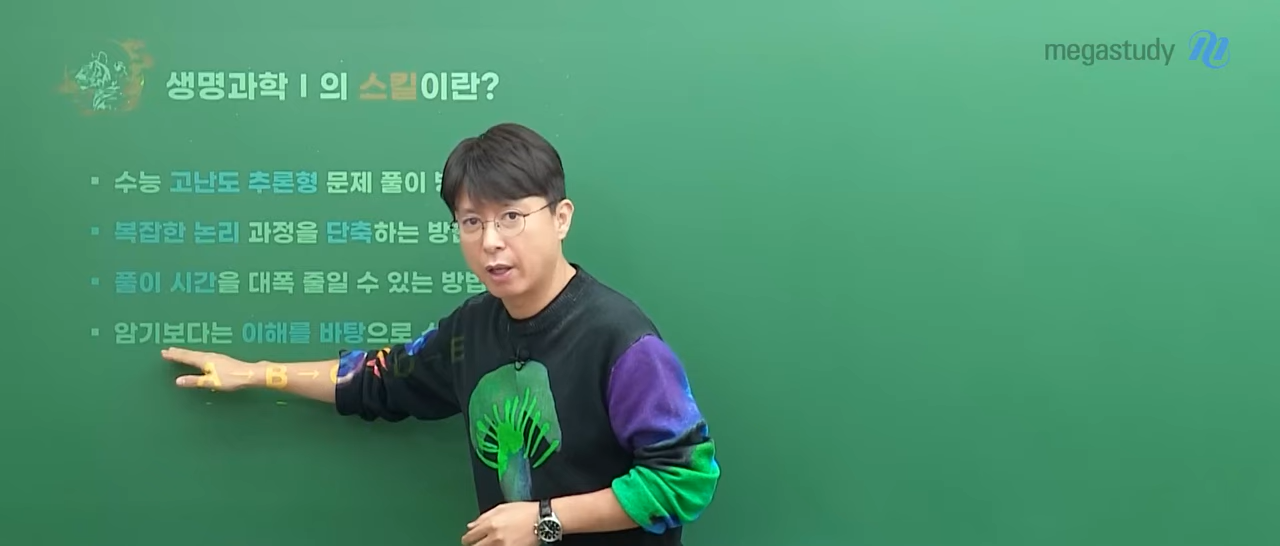 megastudy
생명과학 I 의 스킬이란?
▪ 수능 고난도 추론형 문제 풀이
▪ 복잡한 논리 과정을 단축하는
▪ 풀이 시간을 대폭 줄일 수 있는 방법
▪ 암기보다는 이해를 바탕으로
A → B → C → D → E